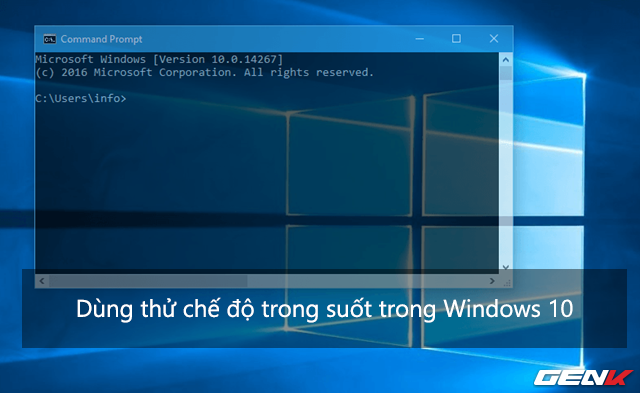 Command Prompt
Microsoft Windows [Version 10.0.14267]
(c) 2016 Microsoft Corporation. All rights reserved.
C:\Users\info>
Dùng thử chế độ trong suốt trong Windows 10
GENK